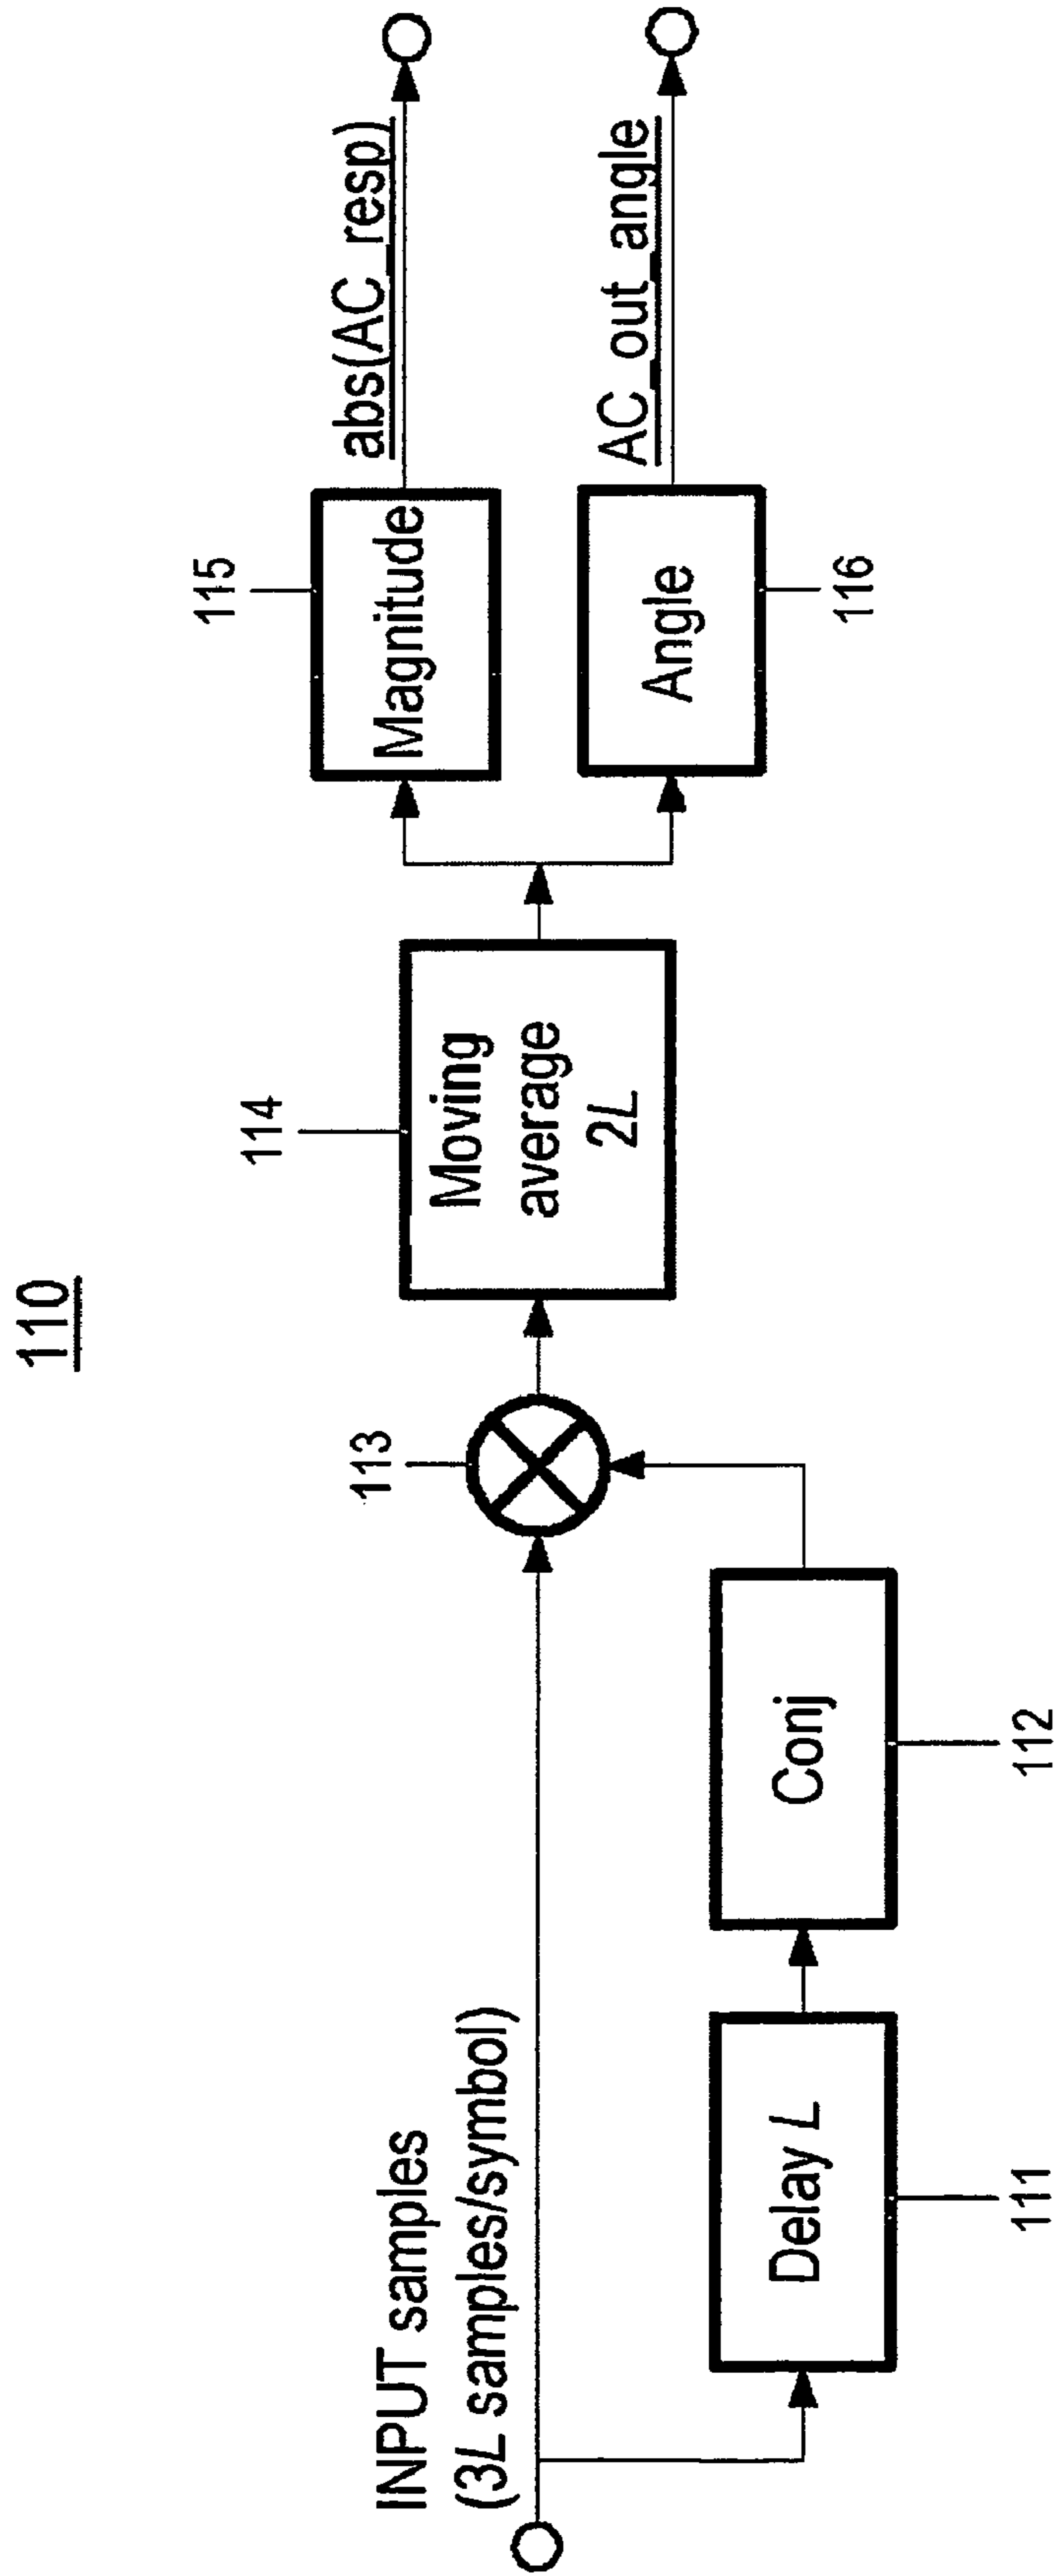 110
INPUT samples
(3L samples/symbol)
111
Delay L
112
Conj
113
114
Moving
average
2L
115
Magnitude
abs(AC_resp)
116
Angle
AC_out_angle